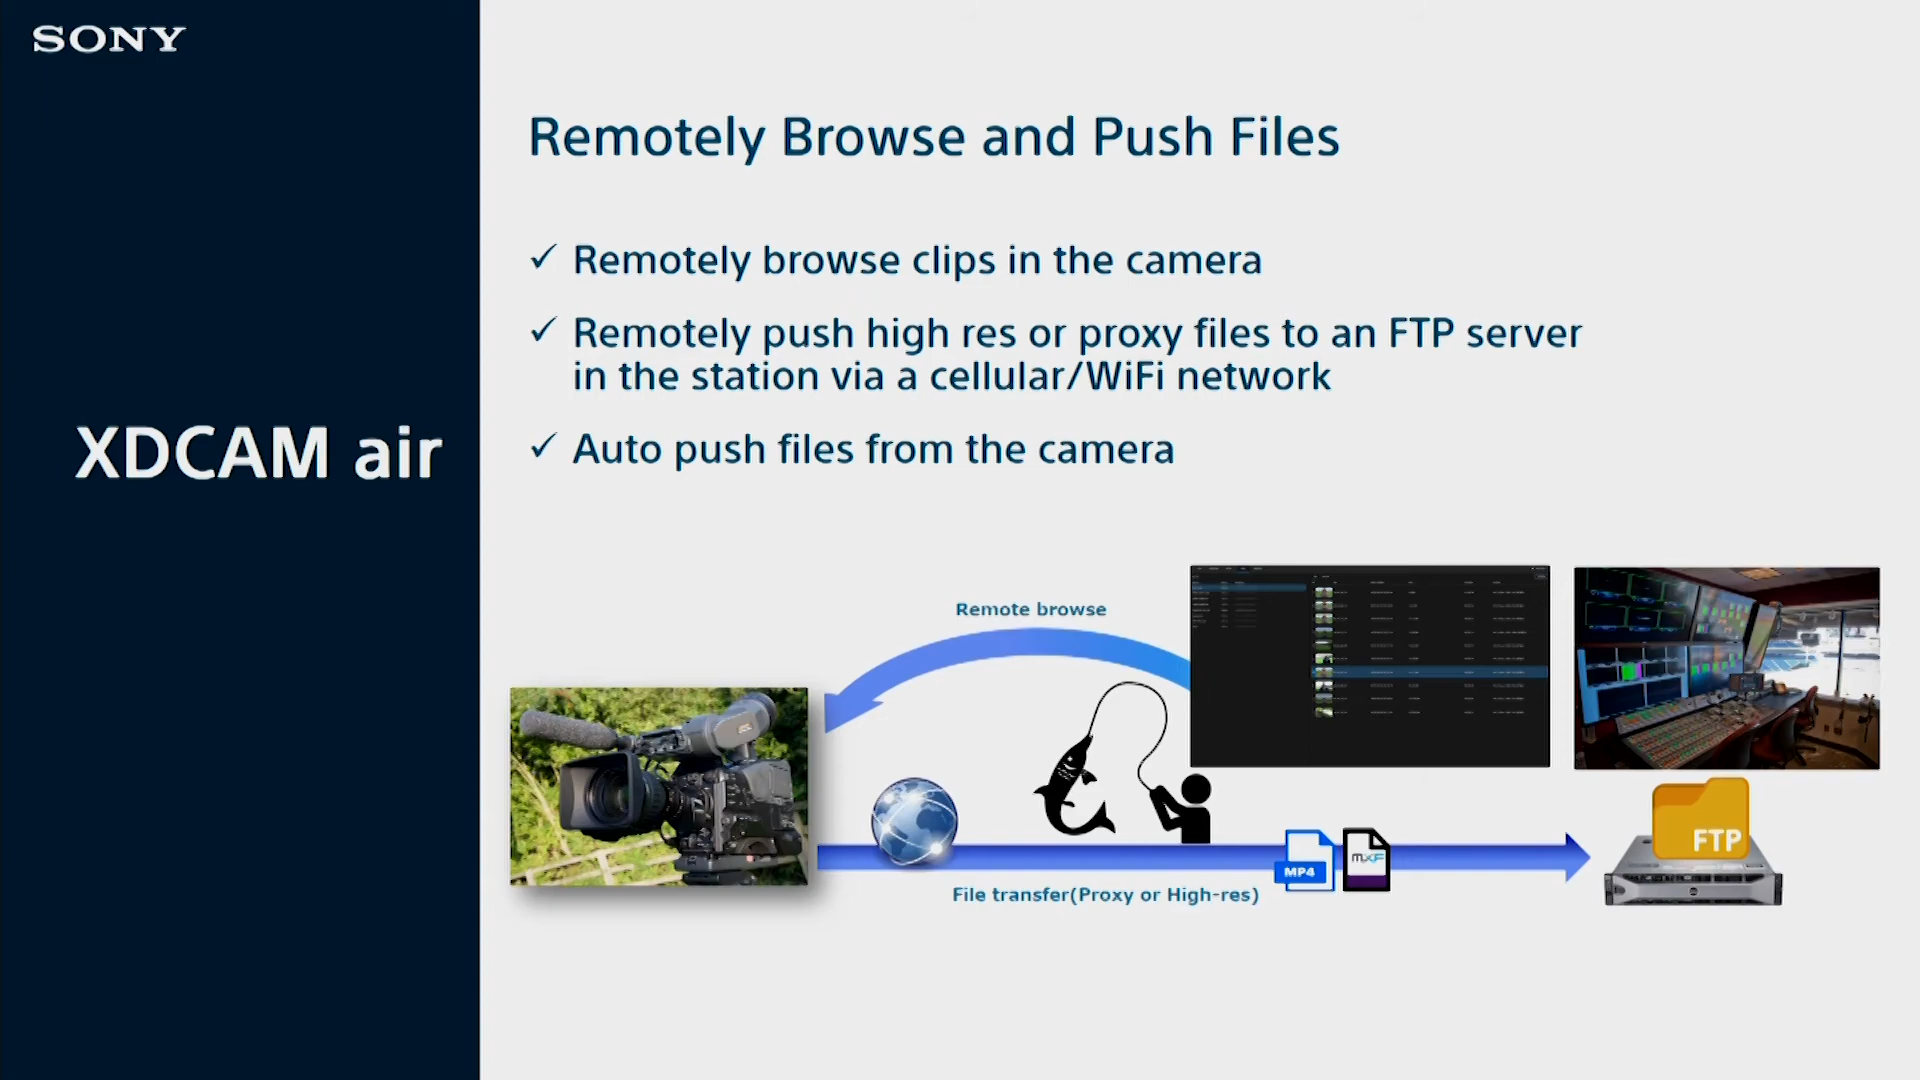 SONY
Remotely Browse and Push Files
✓ Remotely browse clips in the camera
✓ Remotely push high res or proxy files to an FTP server
in the station via a cellular/WiFi network
✓ Auto push files from the camera
XDCAM air
Remote browse
FTP
MP4
MXF
File transfer(Proxy or High-res)